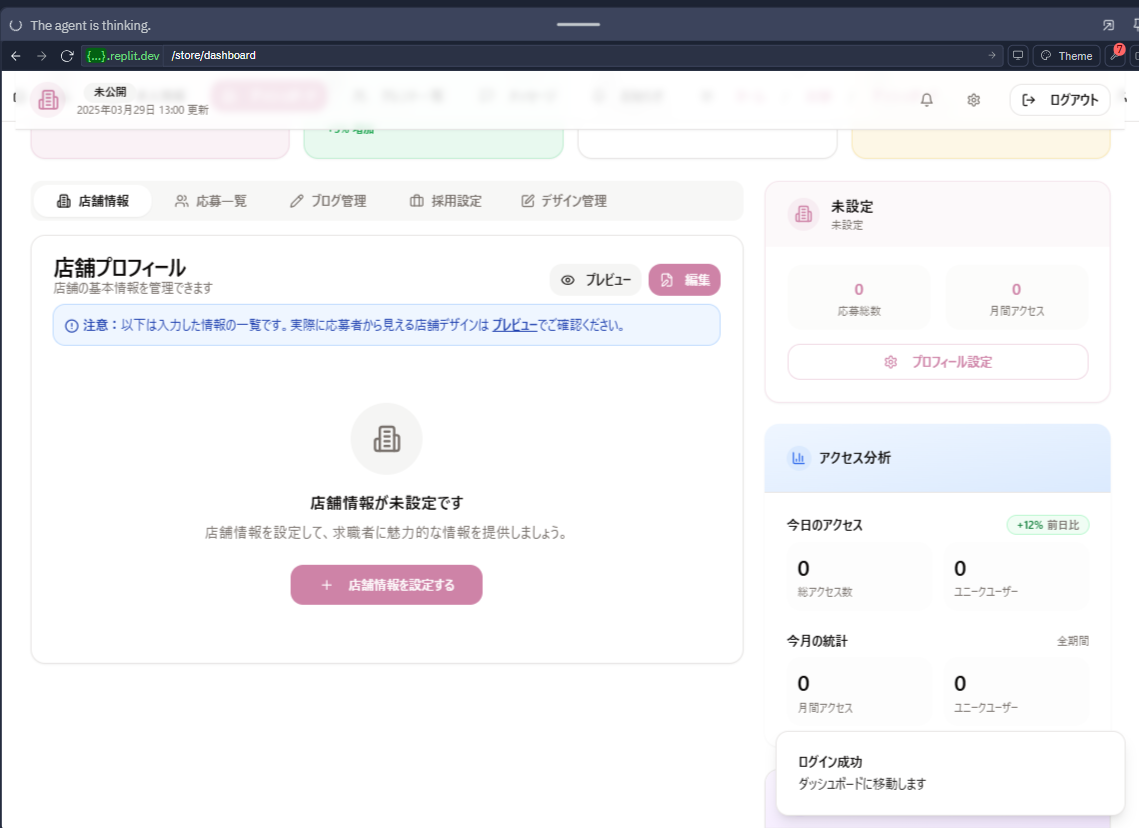 The agent is thinking.
{...}.replit.dev /store/dashboard
Theme
7
未公開
2025年03月29日 13:00 更新
ログアウト
店舗情報
応募一覧
ブログ管理
採用設定
デザイン管理
店舗プロフィール
店舗の基本情報を管理できます
プレビュー
編集
注意：以下は入力した情報の一覧です。実際に応募者から見える店舗デザインは プレビューでご確認ください。
店舗情報が未設定です
店舗情報を設定して、求職者に魅力的な情報を提供しましょう。
+ 店舗情報を設定する
未設定
未設定
0
応募総数
0
月間アクセス
プロフィール設定
アクセス分析
今日のアクセス
+12% 前日比
0
総アクセス数
0
ユニークユーザー
今月の統計
全期間
0
月間アクセス
0
ユニークユーザー
ログイン成功
ダッシュボードに移動します